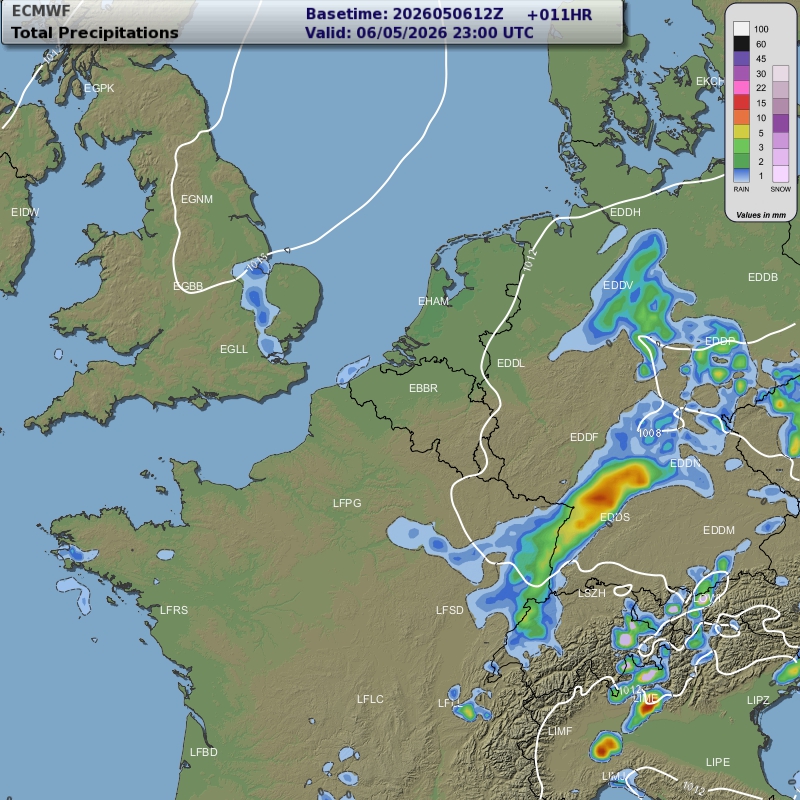 ECMWF
Basetime: 2026050612Z +011HR
Total Precipitations
Valid: 06/05/2026 23:00 UTC
100
60
45
30
22
15
10
5
3
2
1
RAIN SNOW
Values in mm
EGPK
EIDW
EGNM
EDDH
EGBB
EDDV
EDDB
EHAM
1012
EGLL
EDDP
EDDL
EBBR
EDDF
1008
EDDN
LFPG
EDDS
EDDM
LSZH
LFRS
LFSD
LFLC
LIMF
LIPZ
LFBD
LIPE
1012